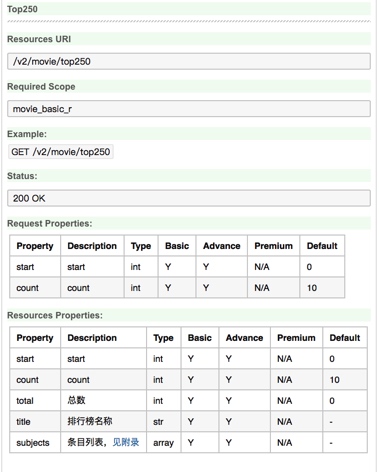 Top250
Resources URI
/v2/movie/top250
Required Scope
movie_basic_r
Example:
GET /v2/movie/top250
Status:
200 OK
Request Properties:
Property Description Type Basic Advance Premium Default
start start int Y Y N/A 0
count count int Y Y N/A 10
Resources Properties:
Property Description Type Basic Advance Premium Default
start start int Y Y N/A 0
count count int Y Y N/A 10
total 总数 int Y Y N/A 0
title 排行榜名称 str Y Y N/A -
subjects 条目列表，见附录 array Y Y N/A -